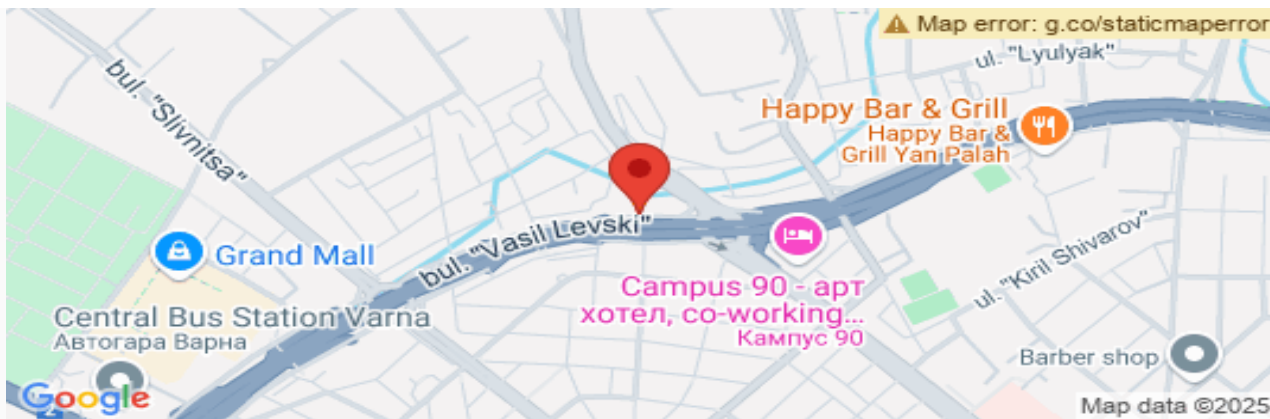 Map error: g.co/staticmaperror
ul. "Lyulyak"
bul. "Slivnitsa"
Happy Bar & Grill
Happy Bar &
Grill Yan Palah
bul. "Vasil Levski"
Grand Mall
ul. "Kiril Shivarov"
Campus 90 - арт
хотел, co-working...
Кампус 90
Central Bus Station Varna
Автогара Варна
Barber shop
Google
Map data ©2025